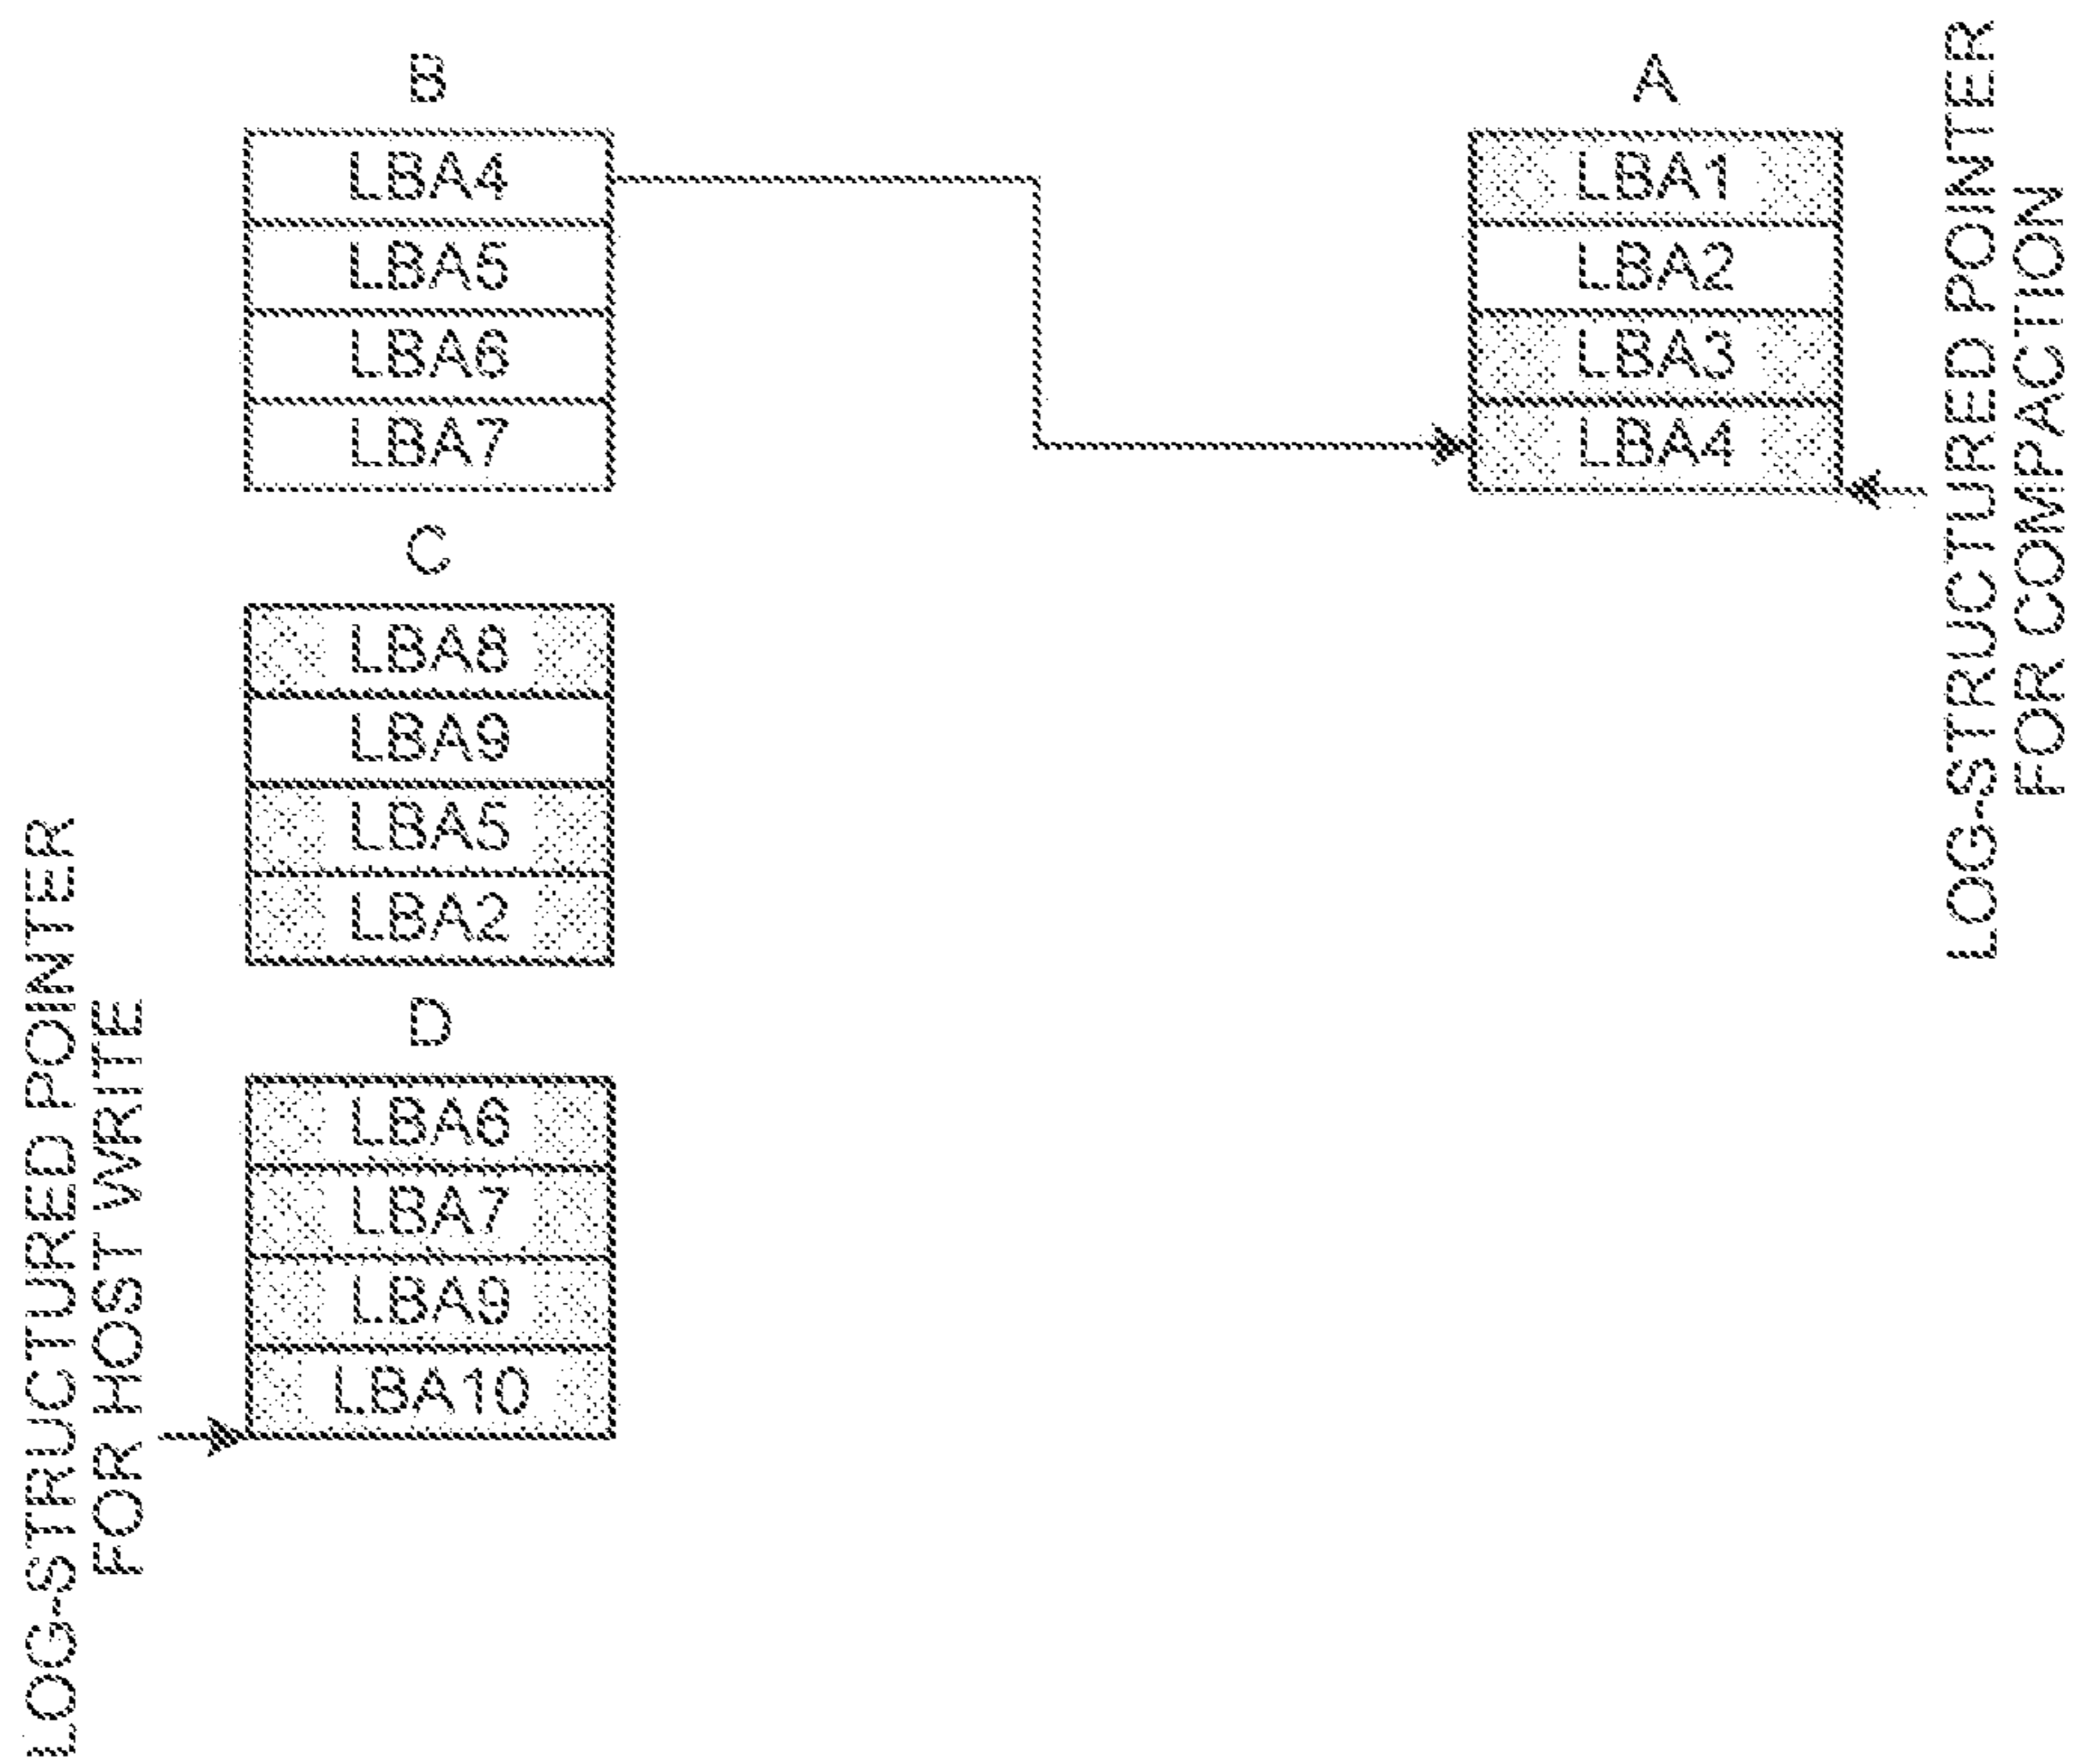 B
LBA4
LBA5
LBA6
LBA7
C
LBA8
LBA9
LBA5
LBA2
D
LBA6
LBA7
LBA9
LBA10
LOG-STRUCTURED POINTER
FOR HOST WRITE
A
LBA1
LBA2
LBA3
LBA4
LOG-STRUCTURED POINTER
FOR COMPACTION